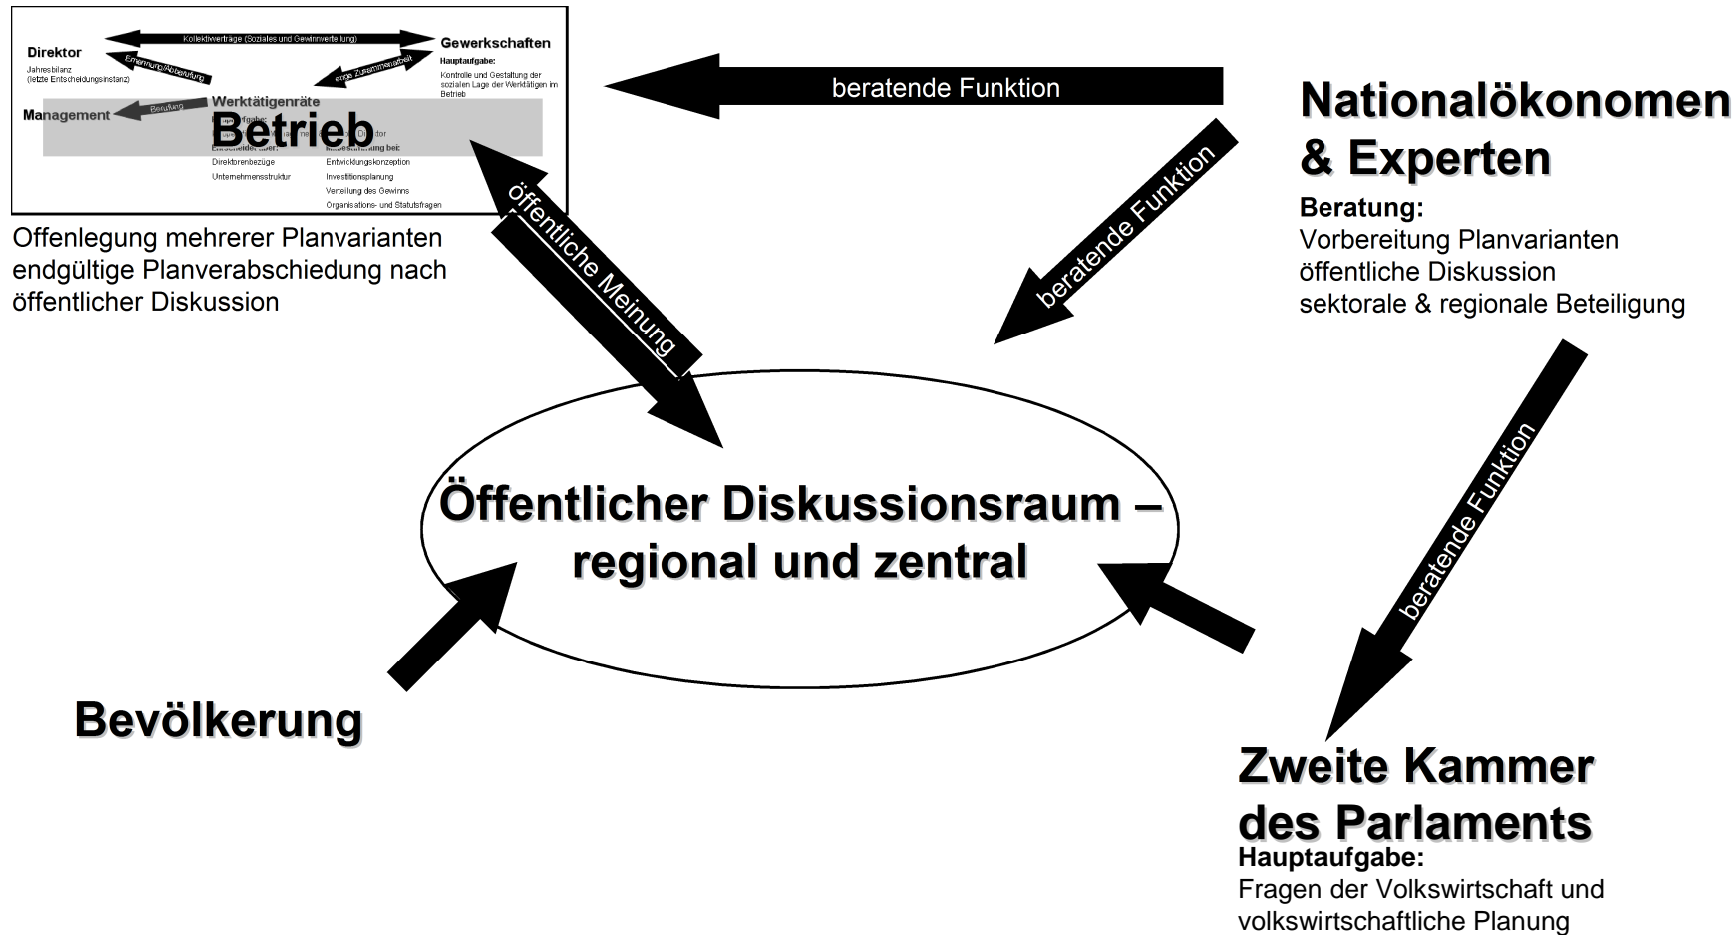 Kollektivverträge (Soziales und Gewinnverteilung)
Direktor
Jahresbilanz
(letzte Entscheidungsinstanz)
Ernennung/Abberufung
enge Zusammenarbeit
Gewerkschaften
Hauptaufgabe:
Kontrolle und Gestaltung der
sozialen Lage der Werktätigen im
Betrieb
Management
Berufung
Werktätigenräte
Betrieb
Direktorenbezüge
Unternehmensstruktur
Entwicklungskonzeption
Investitionsplanung
Verteilung des Gewinns
Organisations- und Statutsfragen
Offenlegung mehrerer Planvarianten
endgültige Planverabschiedung nach
öffentlicher Diskussion
beratende Funktion
Nationalökonomen
& Experten
Beratung:
Vorbereitung Planvarianten
öffentliche Diskussion
sektorale & regionale Beteiligung
beratende Funktion
öffentliche Meinung
beratende Funktion
Öffentlicher Diskussionsraum –
regional und zentral
Bevölkerung
Zweite Kammer
des Parlaments
Hauptaufgabe:
Fragen der Volkswirtschaft und
volkswirtschaftliche Planung